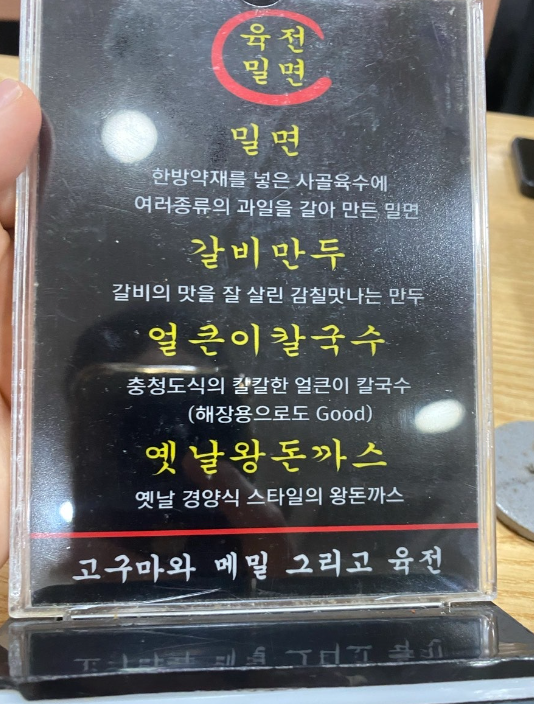 육전
밀면
밀면
한방약재를 넣은 사골육수에
여러종류의 과일을 갈아 만든 밀면
갈비만두
갈비의 맛을 잘 살린 감칠맛나는 만두
얼큰이칼국수
충청도식의 칼칼한 얼큰이 칼국수
(해장용으로도 Good)
옛날왕돈까스
옛날 경양식 스타일의 왕돈까스
고구마와 메밀 그리고 육전